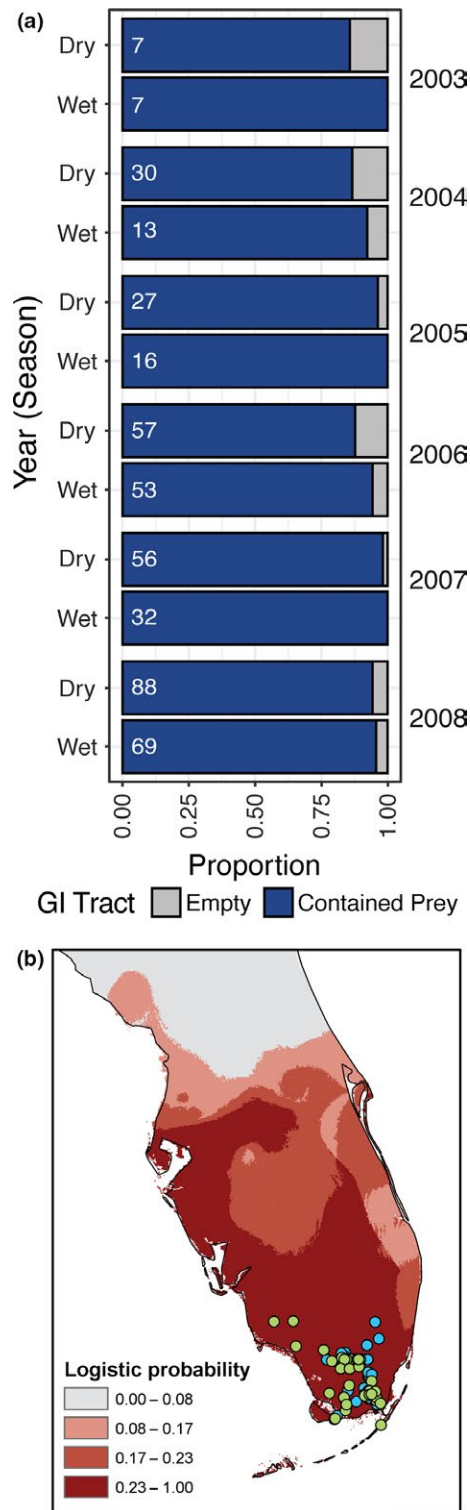 (a)
Dry 7
Wet 7
2003
Dry 30
Wet 13
2004
Dry 27
Wet 16
2005
Dry 57
Wet 53
2006
Dry 56
Wet 32
2007
Dry 88
Wet 69
2008
Year (Season)
0.00 0.25 0.50 0.75 1.00
Proportion
GI Tract Empty Contained Prey
(b)
Logistic probability
0.00 – 0.08
0.08 – 0.17
0.17 – 0.23
0.23 – 1.00